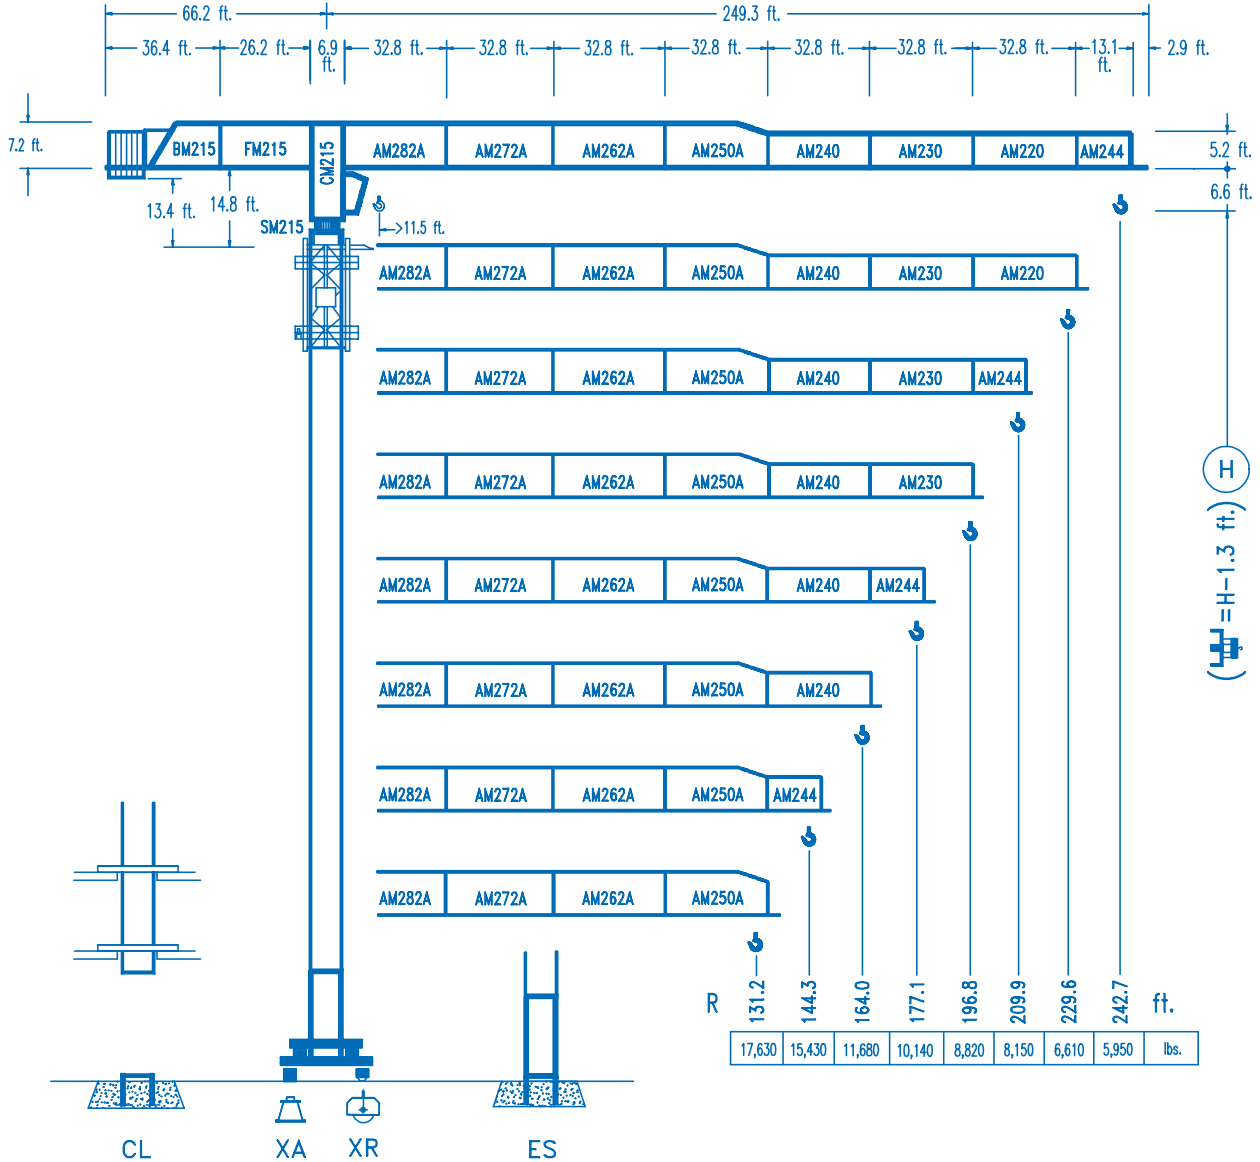 66.2 ft. 249.3 ft.
36.4 ft. 26.2 ft. 6.9 ft. 32.8 ft. 32.8 ft. 32.8 ft. 32.8 ft. 32.8 ft. 32.8 ft. 32.8 ft. 13.1 ft. 2.9 ft.
7.2 ft. BM215 FM215 CM215 AM282A AM272A AM262A AM250A AM240 AM230 AM220 AM244 5.2 ft.
6.6 ft.
13.4 ft. 14.8 ft.
SM215 >11.5 ft.
AM282A AM272A AM262A AM250A AM240 AM230 AM220
AM282A AM272A AM262A AM250A AM240 AM230 AM244
H
AM282A AM272A AM262A AM250A AM240 AM230
( =H-1.3 ft.)
AM282A AM272A AM262A AM250A AM240 AM244
AM282A AM272A AM262A AM250A AM240
AM282A AM272A AM262A AM250A AM244
AM282A AM272A AM262A AM250A
R 131.2 144.3 164.0 177.1 196.8 209.9 229.6 242.7 ft.
17,630 15,430 11,680 10,140 8,820 8,150 6,610 5,950 lbs.
CL XA XR ES